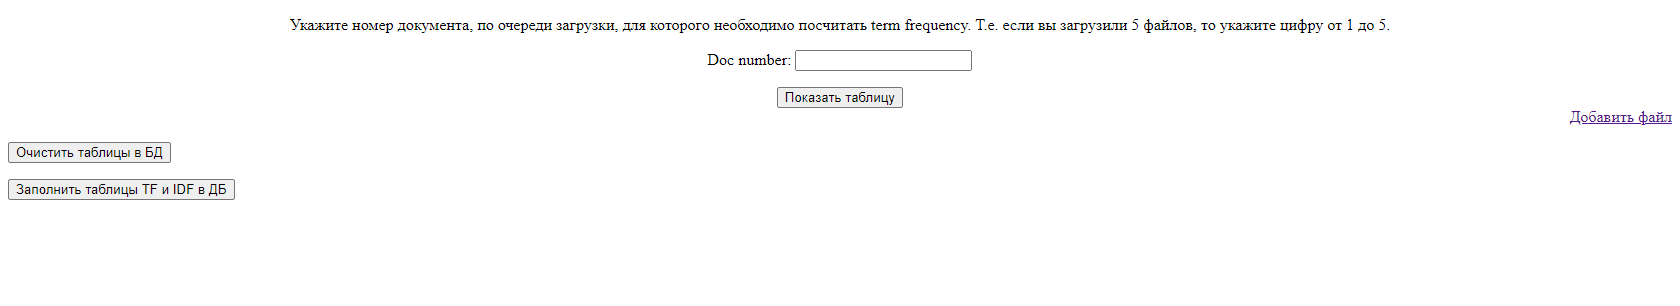 Укажите номер документа, по очереди загрузки, для которого необходимо посчитать term frequency. Т.е. если вы загрузили 5 файлов, то укажите цифру от 1 до 5.
Doc number:
Показать таблицу
Добавить файл
Очистить таблицы в БД
Заполнить таблицы TF и IDF в ДБ